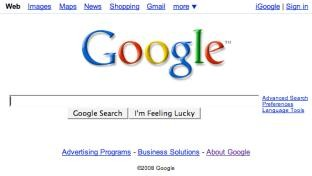 Web Images Maps News Shopping Gmail more ▼ iGoogle | Sign in
Google™
Advanced Search
Preferences
Language Tools
Google Search I'm Feeling Lucky
Advertising Programs - Business Solutions - About Google
©2008 Google